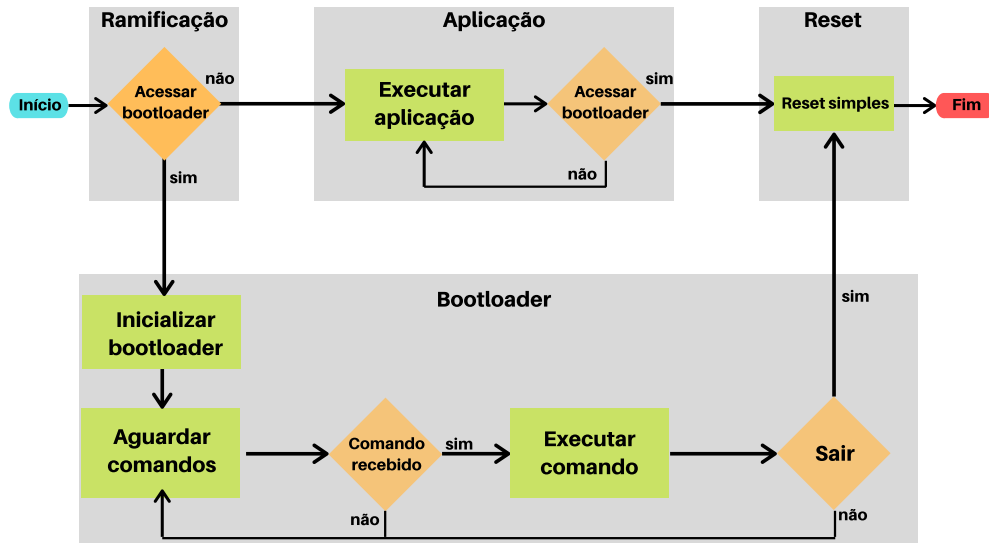 Ramificação
Aplicação
Reset
Início
Acessar
bootloader
não
sim
Executar
aplicação
Acessar
bootloader
sim
não
Reset simples
Fim
Bootloader
Inicializar
bootloader
Aguardar
comandos
Comando
recebido
sim
não
Executar
comando
Sair
sim
não